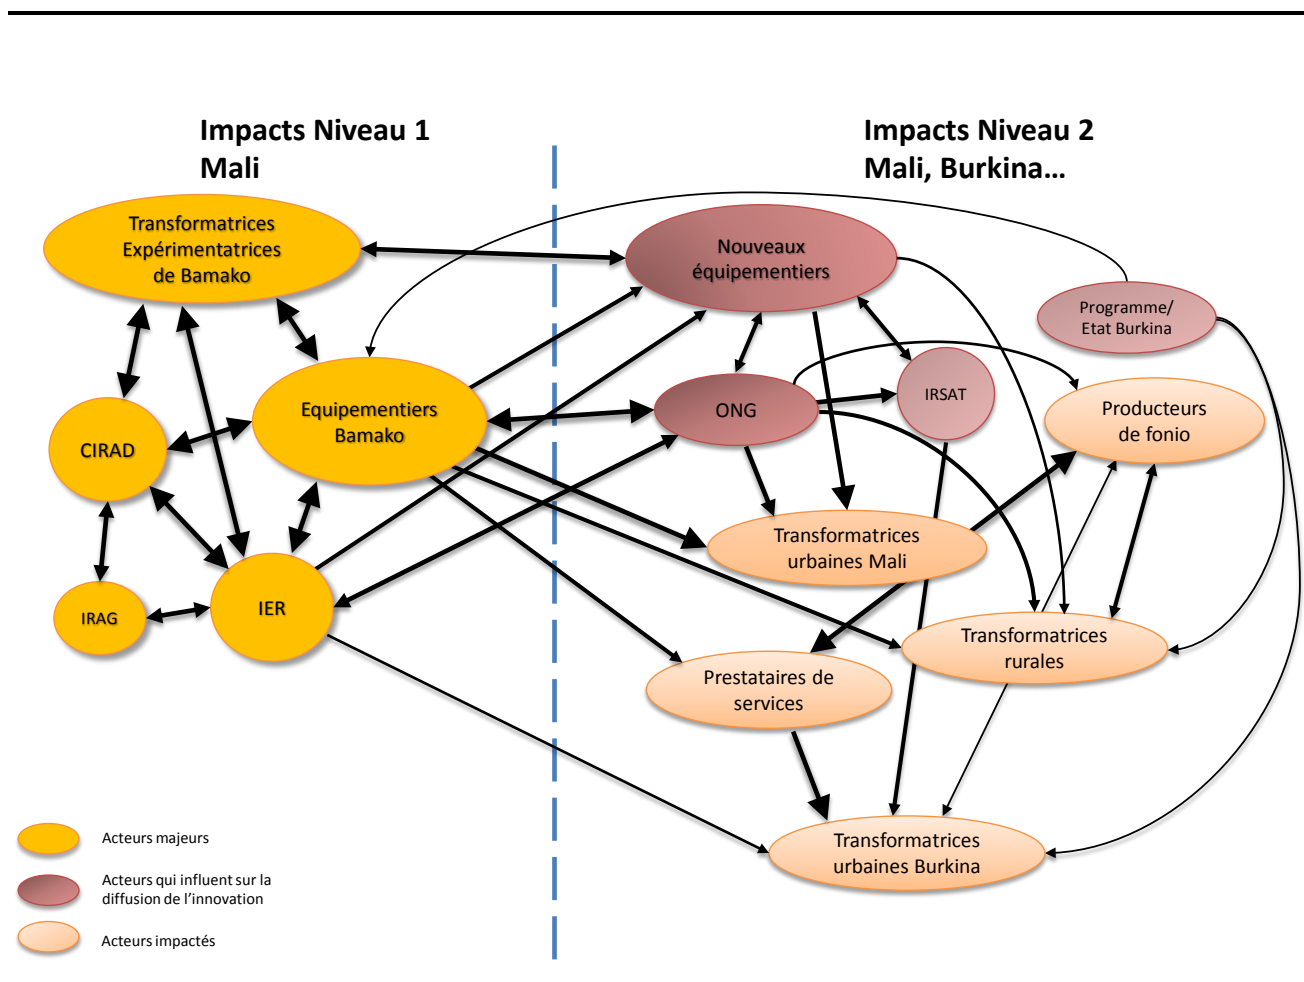 Impacts Niveau 1
Mali
Impacts Niveau 2
Mali, Burkina…
Transformatrices
Expérimentatrices
de Bamako
Nouveaux
équipementiers
Programme/
Etat Burkina
Equipementiers
Bamako
ONG
IRSAT
Producteurs
de fonio
CIRAD
Transformatrices
urbaines Mali
IRAG
IER
Transformatrices
rurales
Prestataires de
services
Transformatrices
urbaines Burkina
Acteurs majeurs
Acteurs qui influent sur la
diffusion de l'innovation
Acteurs impactés